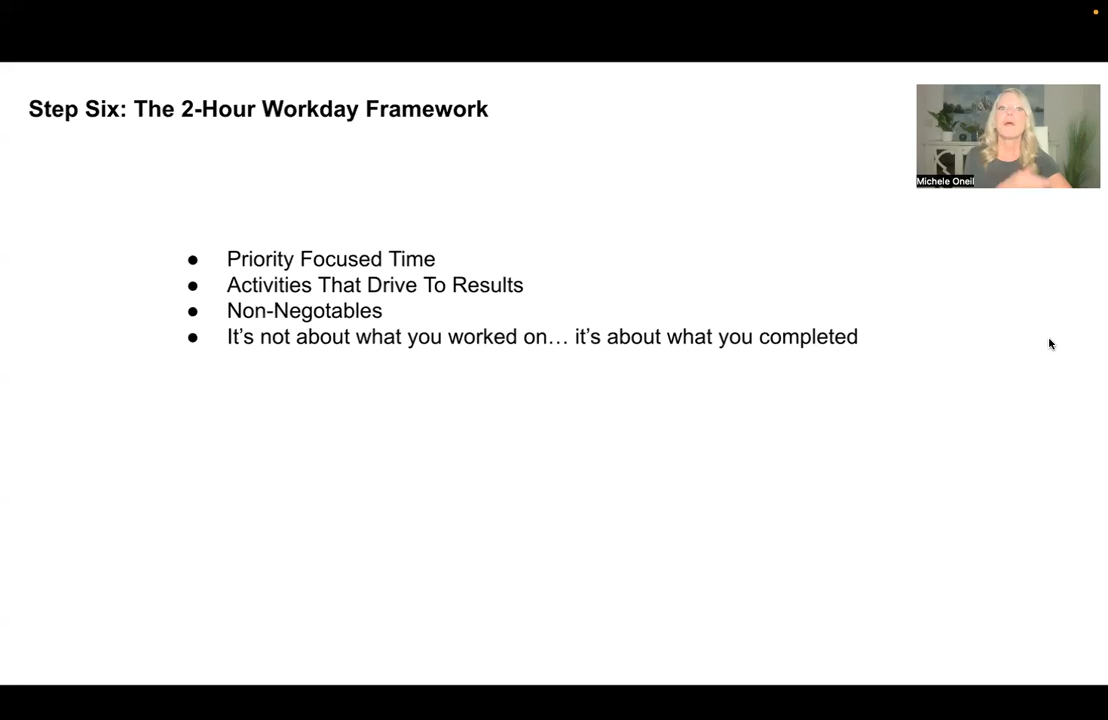 Step Six: The 2-Hour Workday Framework
Michele Oneil
● Priority Focused Time
● Activities That Drive To Results
● Non-Negotables
● It’s not about what you worked on… it’s about what you completed